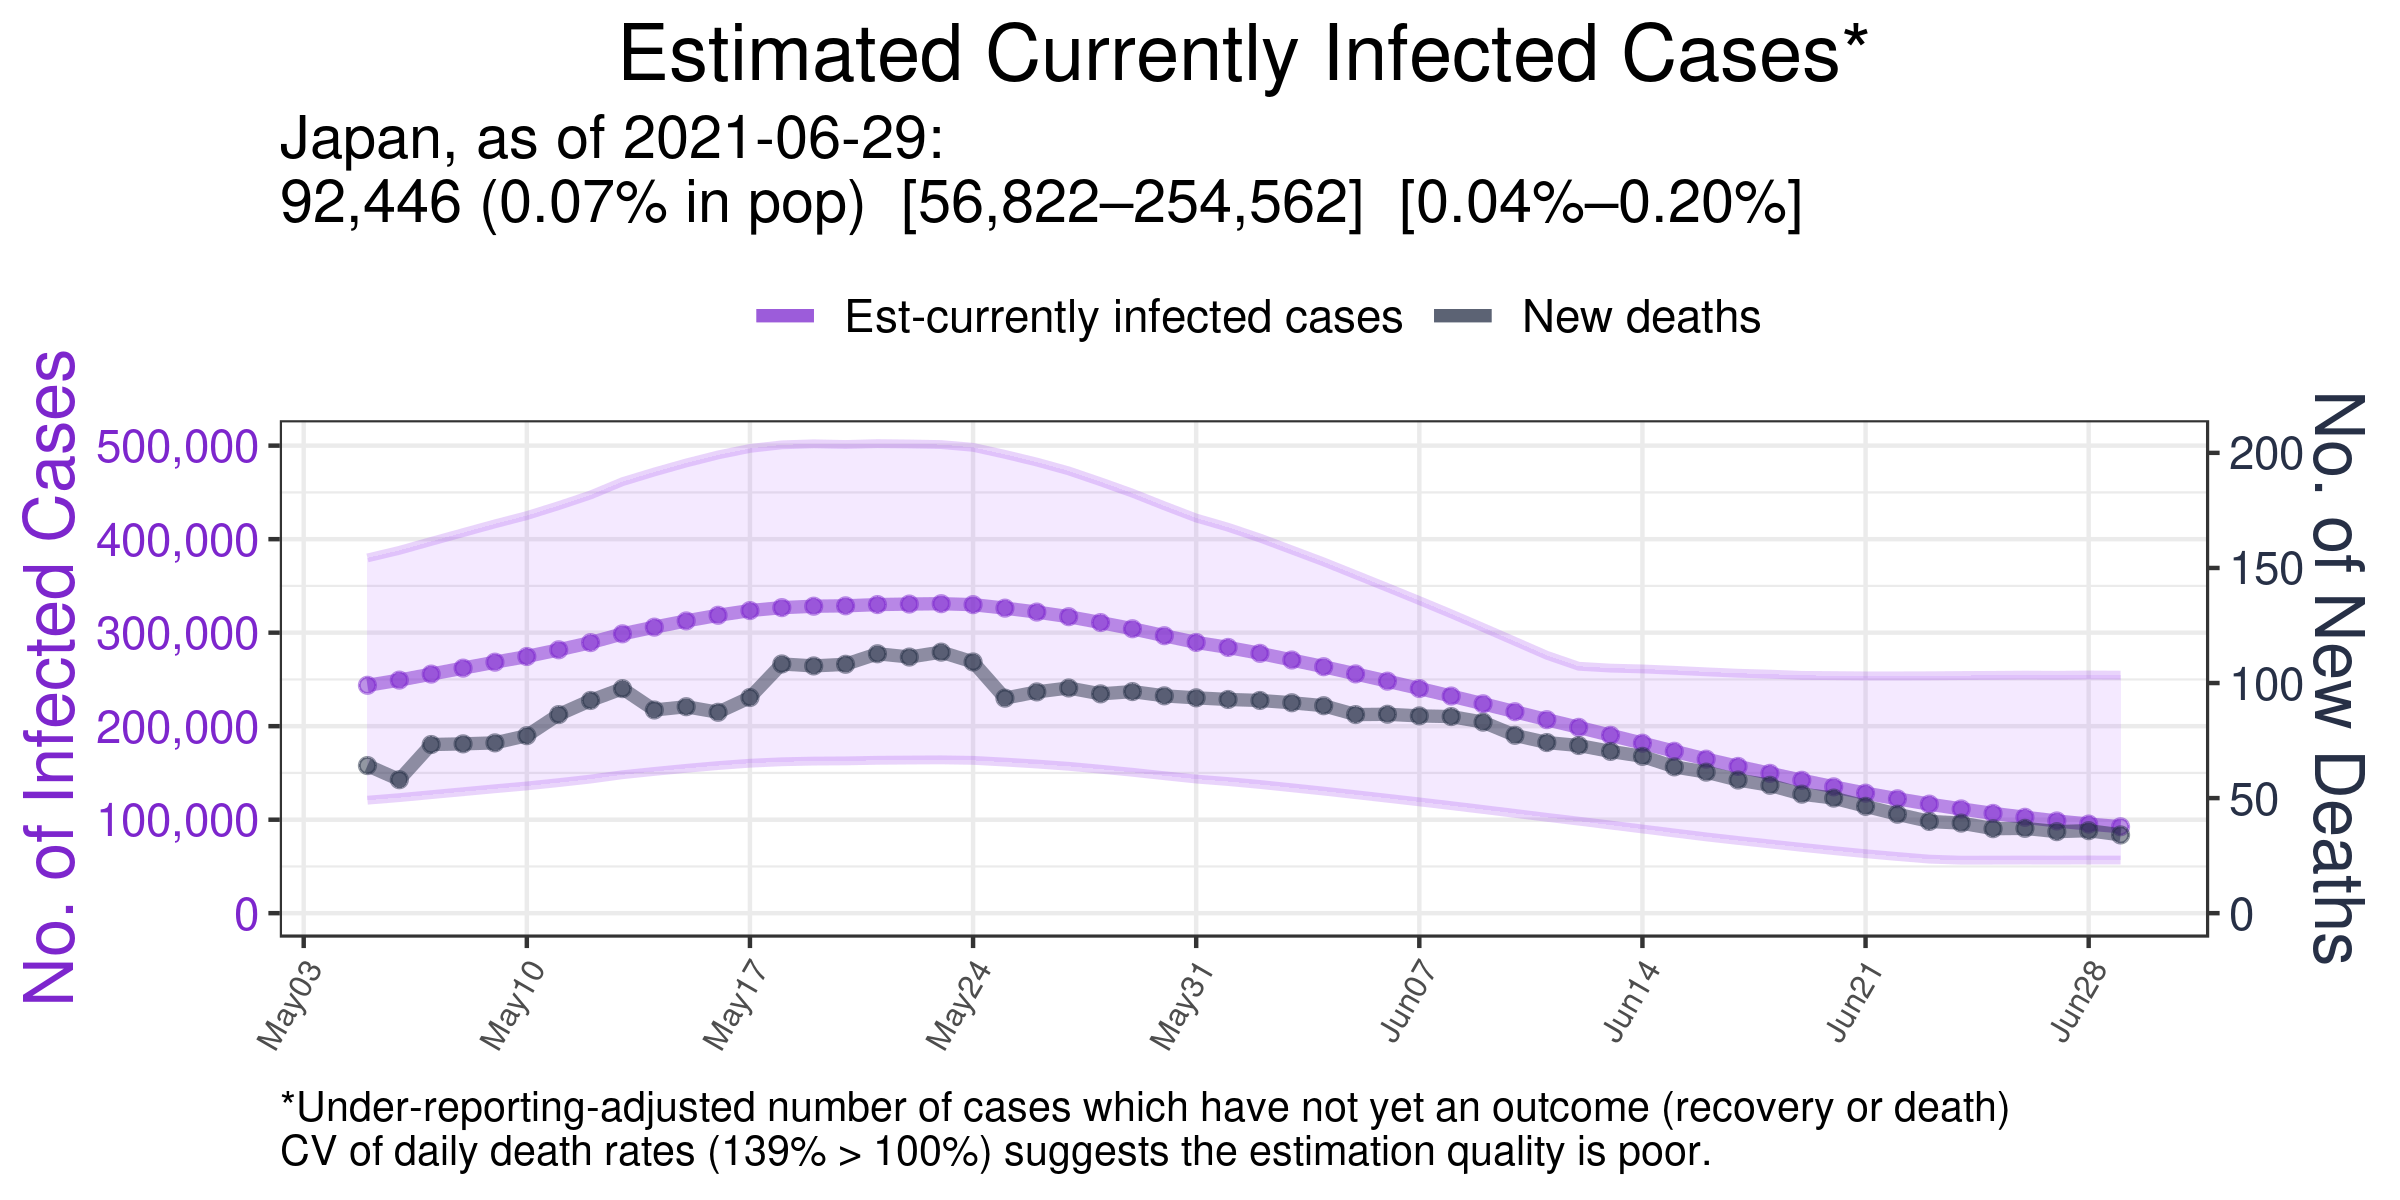 Estimated Currently Infected Cases*
Japan, as of 2021-06-29:
92,446 (0.07% in pop)  [56,822–254,562]  [0.04%–0.20%]
Est-currently infected cases
New deaths
No. of Infected Cases
500,000
400,000
300,000
200,000
100,000
0
No. of New Deaths
200
150
100
50
0
May03
May10
May17
May24
May31
Jun07
Jun14
Jun21
Jun28
*Under-reporting-adjusted number of cases which have not yet an outcome (recovery or death)
CV of daily death rates (139% > 100%) suggests the estimation quality is poor.